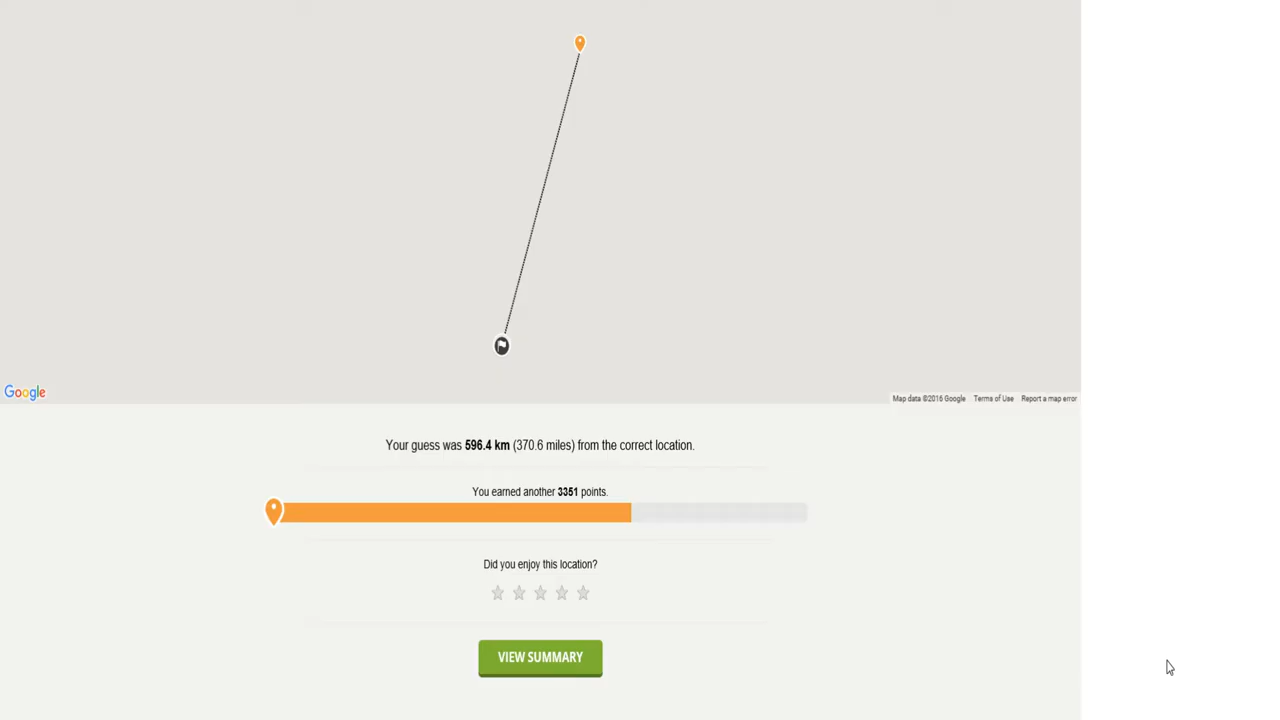 Google
Map data ©2016 Google Terms of Use Report a map error
Your guess was 596.4 km (370.6 miles) from the correct location.
You earned another 3351 points.
Did you enjoy this location?
VIEW SUMMARY